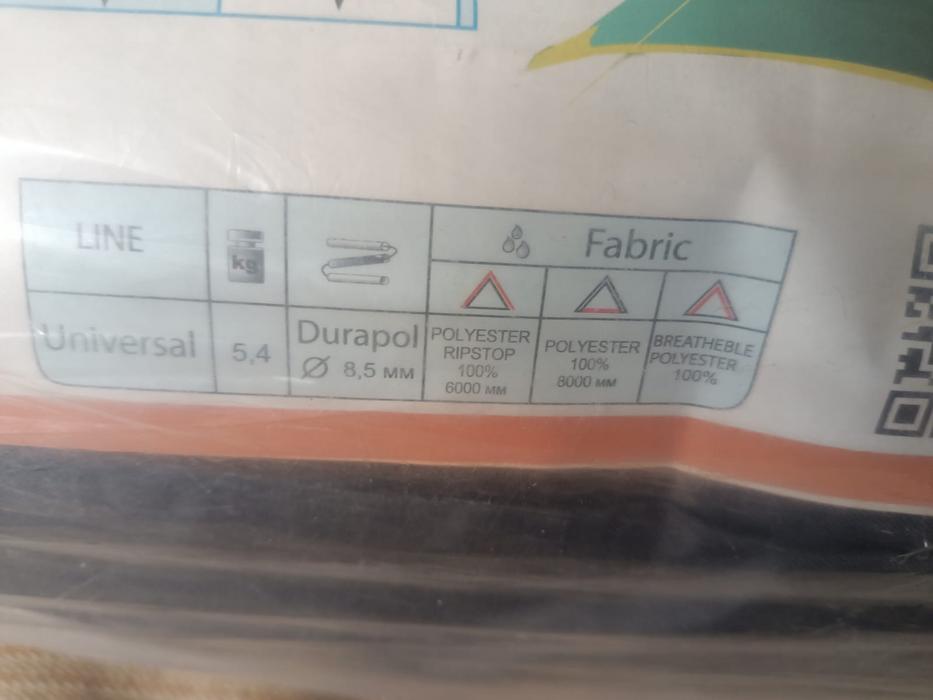 LINE
kg
Fabric
Universal
5,4
Durapol
Ø 8,5 мм
POLYESTER
RIPSTOP
100%
6000 мм
POLYESTER
100%
8000 мм
BREATHEBLE
POLYESTER
100%